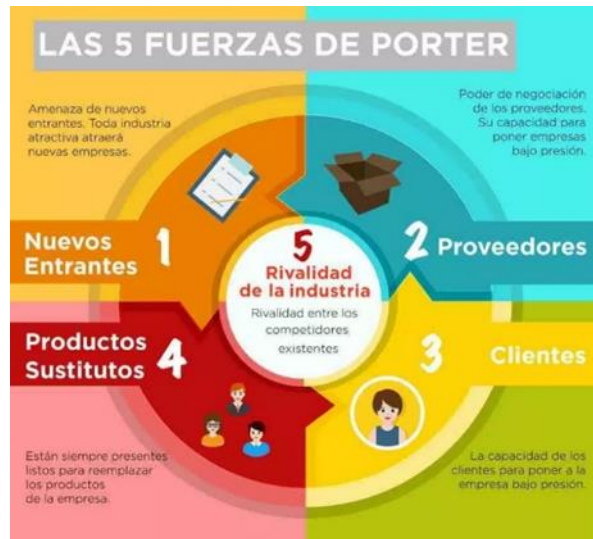 LAS 5 FUERZAS DE PORTER
Amenaza de nuevos
entrantes. Toda industria
atractiva atraerá
nuevas empresas.
Poder de negociación
de los proveedores.
Su capacidad para
poner empresas
bajo presión.
Nuevos
Entrantes
1
2
Proveedores
5
Rivalidad
de la industria
Rivalidad entre los
competidores
existentes
Productos
Sustitutos
4
3
Clientes
Están siempre presentes
listos para reemplazar
los productos
de la empresa.
La capacidad de los
clientes para poner a la
empresa bajo presión.